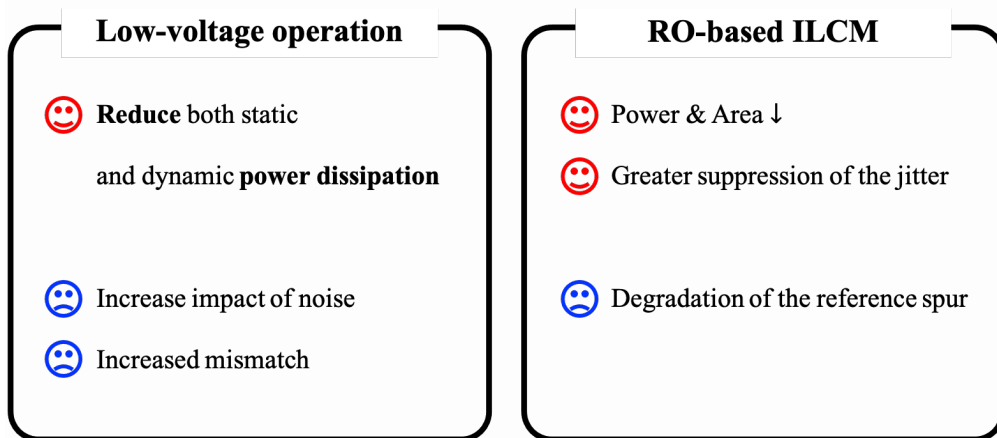 Low-voltage operation
Reduce both static
and dynamic power dissipation
Increase impact of noise
Increased mismatch
RO-based ILCM
Power & Area ↓
Greater suppression of the jitter
Degradation of the reference spur